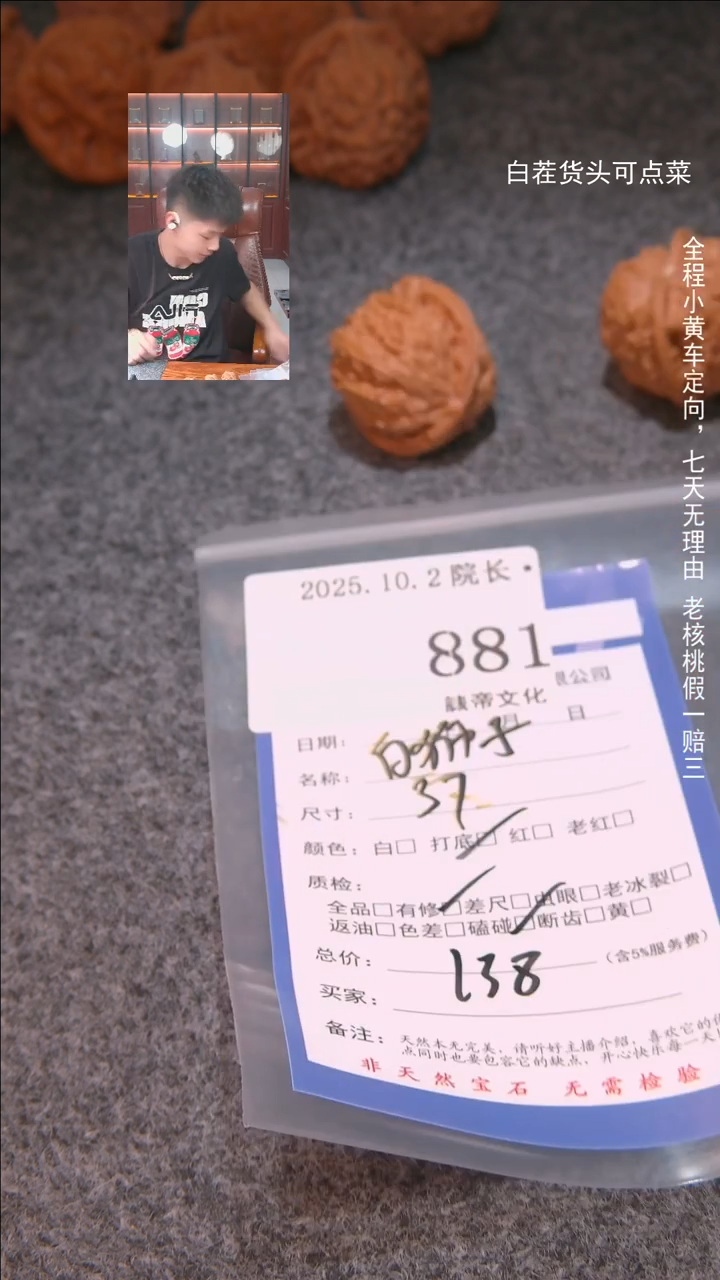 白茬货头可点菜
全程小黄车定向，七天无理由 老核桃假一赔三
2025.10.2 院长·
881
限公司
帝文化
日期： 月 日
名称： 白狮子
尺寸： 37
颜色：白□ 打底□ 红□ 老红□
质检：
全品□有修□差尺□虫眼□老冰裂□
返油□色差□磕碰□断齿□黄□
总价： 138 （含5%服务费）
买家：
备注： 天然本无完美，请听好主播介绍，喜欢它的优
点同时也要包容它的缺点，开心快乐每一天
非天然宝石 无需检验